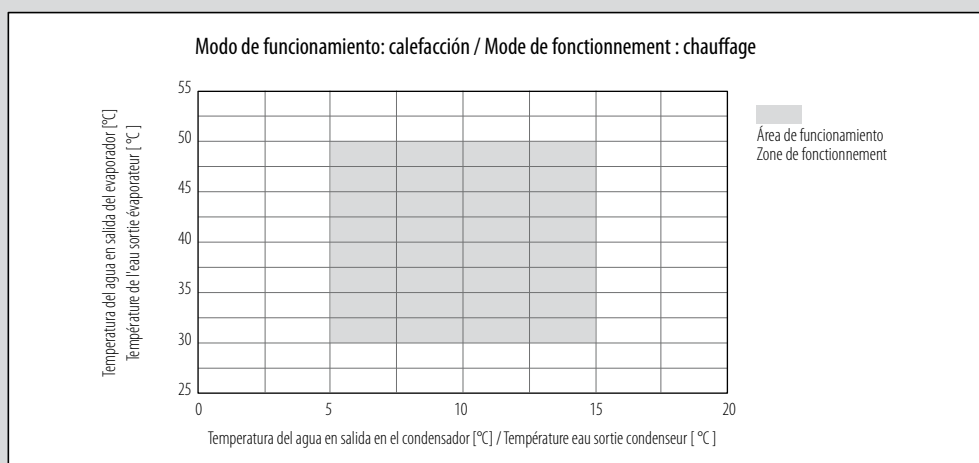 Modo de funcionamiento: calefacción / Mode de fonctionnement : chauffage
Temperatura del agua en salida del evaporador [°C]
Température de l'eau sortie évaporateur [ °C ]
55
50
45
40
35
30
25
0 5 10 15 20
Temperatura del agua en salida en el condensador [°C] / Température eau sortie condenseur [ °C ]
Área de funcionamiento
Zone de fonctionnement